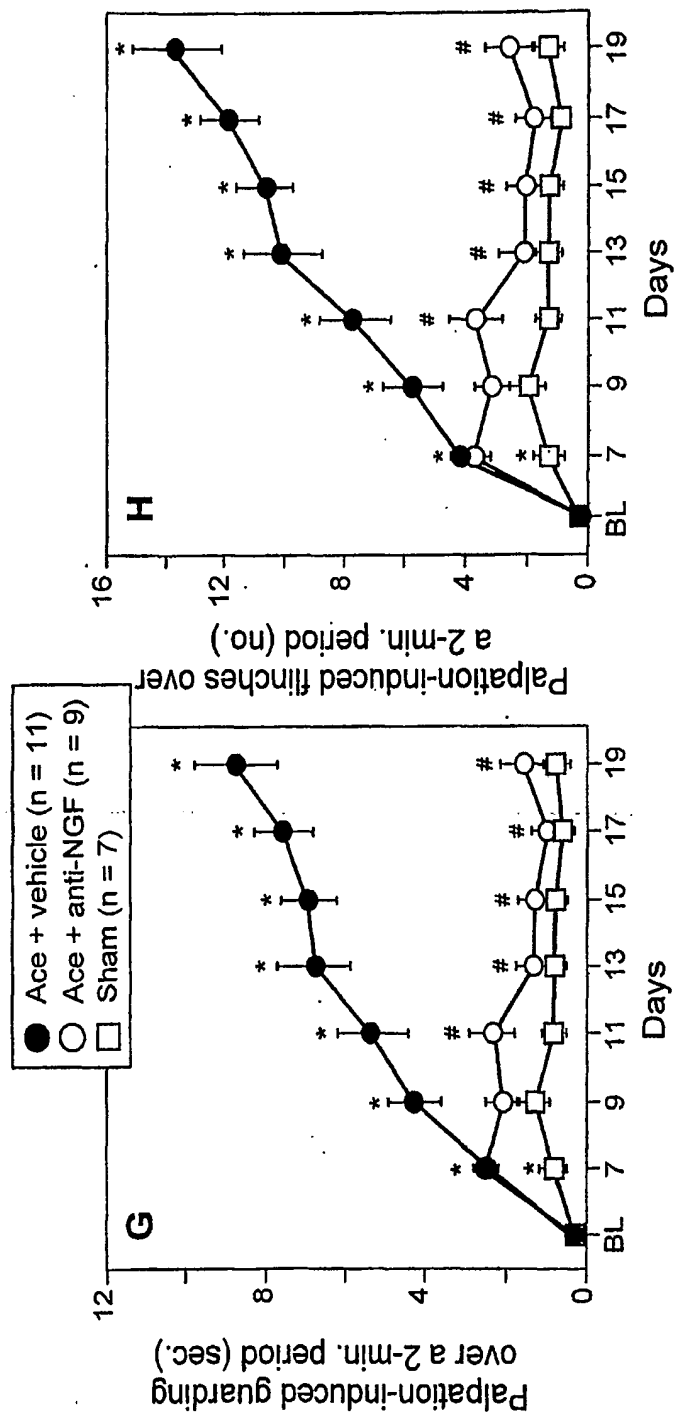 Ace + vehicle (n = 11)
Ace + anti-NGF (n = 9)
Sham (n = 7)
G
Palpation-induced guarding
over a 2-min. period (sec.)
12
8
4
2
0
BL 7 9 11 13 15 17 19
Days
* * * * * * *
* # # # # #
H
Palpation-induced flinches over
a 2-min. period (no.)
16
12
8
4
0
BL 7 9 11 13 15 17 19
Days
* * * * * * *
* # # # # #